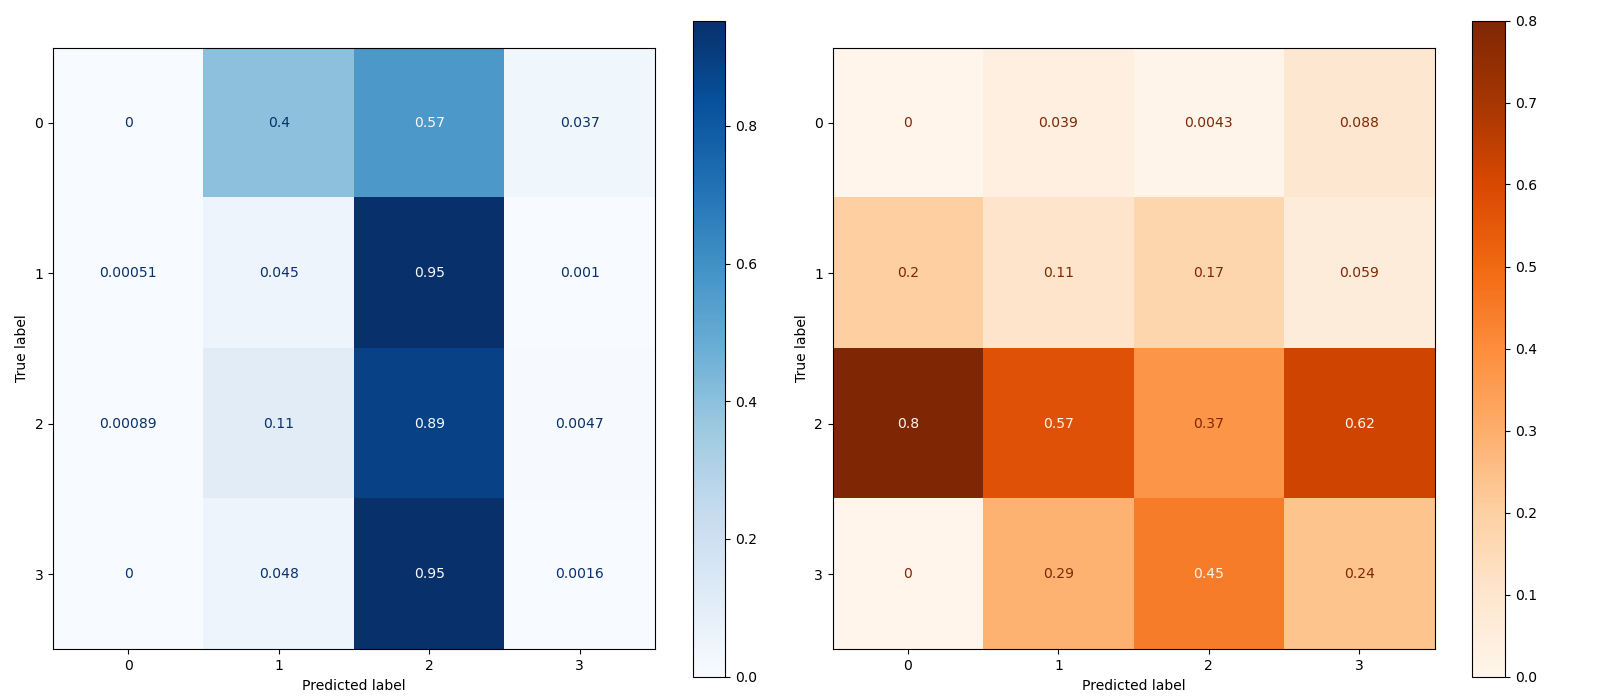 0 0 0.4 0.57 0.037
1 0.00051 0.045 0.95 0.001
2 0.00089 0.11 0.89 0.0047
3 0 0.048 0.95 0.0016
0 1 2 3
True label
Predicted label
0.8
0.6
0.4
0.2
0.0
0 0 0.039 0.0043 0.088
1 0.2 0.11 0.17 0.059
2 0.8 0.57 0.37 0.62
3 0 0.29 0.45 0.24
0 1 2 3
True label
Predicted label
0.8
0.7
0.6
0.5
0.4
0.3
0.2
0.1
0.0